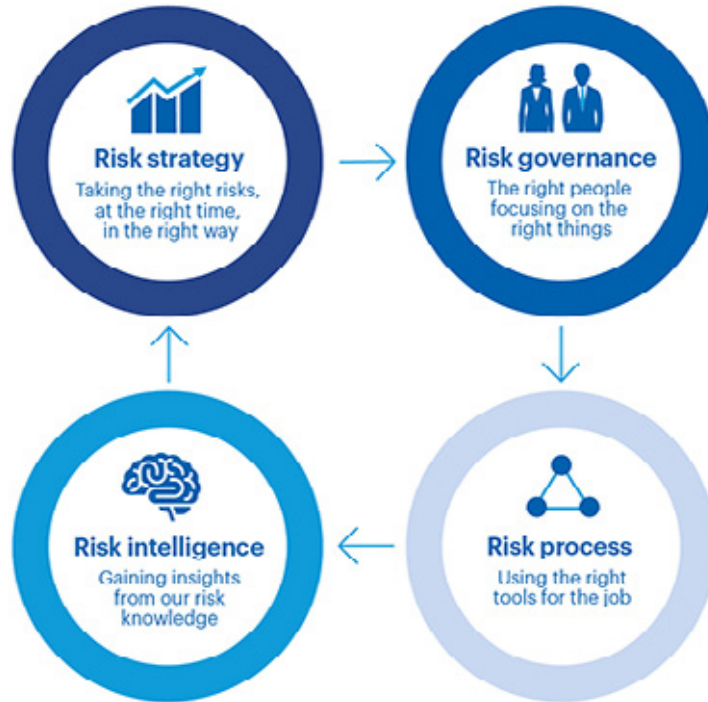 Risk strategy
Taking the right risks,
at the right time,
in the right way
Risk governance
The right people
focusing on the
right things
Risk process
Using the right
tools for the job
Risk intelligence
Gaining insights
from our risk
knowledge